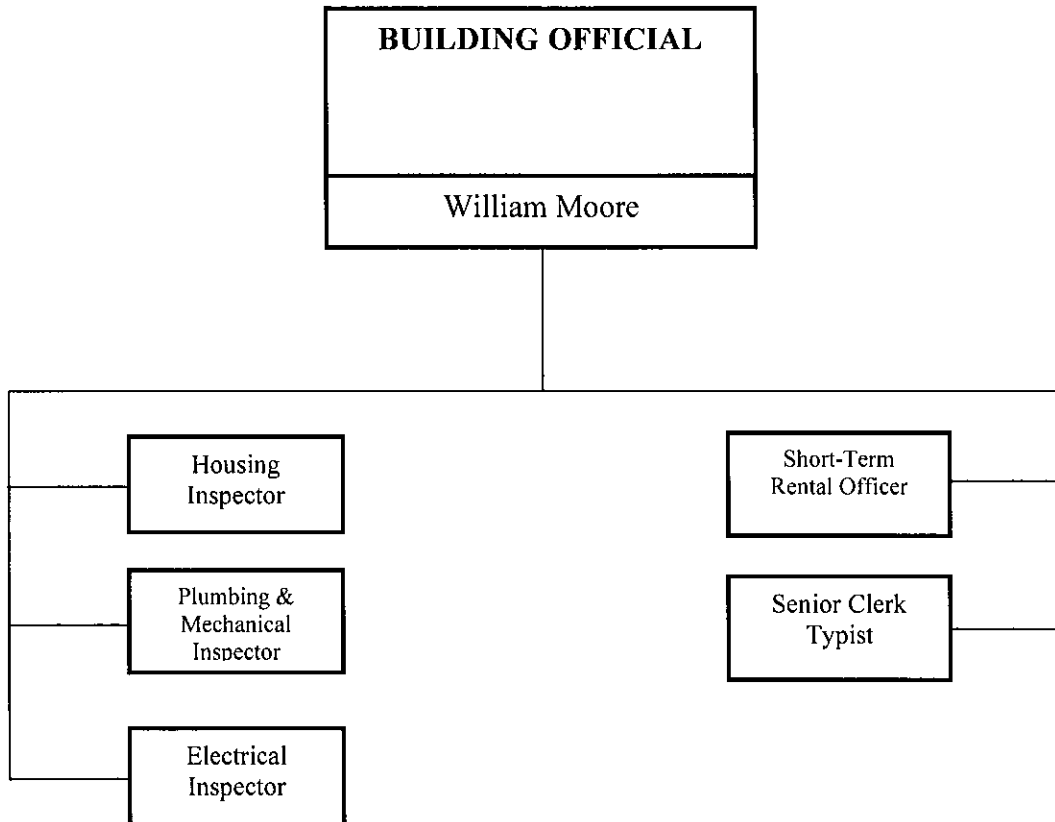 BUILDING OFFICIAL
William Moore
Housing
Inspector
Plumbing &
Mechanical
Inspector
Electrical
Inspector
Short-Term
Rental Officer
Senior Clerk
Typist